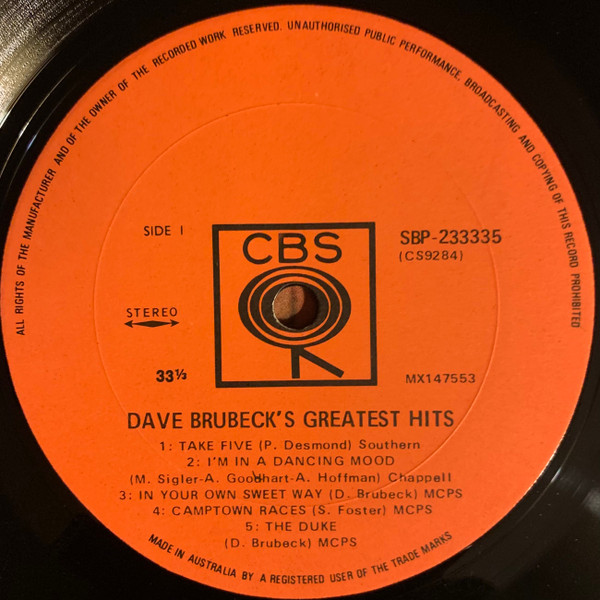 ALL RIGHTS OF THE MANUFACTURER AND OF THE OWNER OF THE RECORDED WORK RESERVED. UNAUTHORISED PUBLIC PERFORMANCE, BROADCASTING AND COPYING OF THIS RECORD PROHIBITED
SIDE I
CBS
SBP-233335
(CS9284)
STEREO
33⅓
MX147553
DAVE BRUBECK'S GREATEST HITS
1: TAKE FIVE (P. Desmond) Southern
2: I'M IN A DANCING MOOD
(M. Sigler-A. Goodhart-A. Hoffman) Chappell
3: IN YOUR OWN SWEET WAY (D. Brubeck) MCPS
4: CAMPTOWN RACES (S. Foster) MCPS
5: THE DUKE
(D. Brubeck) MCPS
MADE IN AUSTRALIA BY A REGISTERED USER OF THE TRADE MARKS